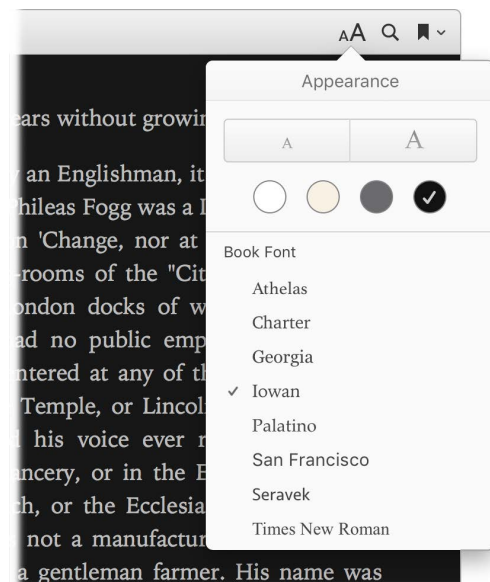 AA
Appearance
A A
Book Font
Athelas
Charter
Georgia
Iowan
Palatino
San Francisco
Seravek
Times New Roman
ears without growin
an Englishman, it
Phileas Fogg was a
n 'Change, nor at
-rooms of the "Cit
ondon docks of w
ad no public emp
ntered at any of th
Temple, or Lincol
his voice ever
ancery, or in the
ch, or the Ecclesia
not a manufactur
a gentleman farmer. His name was